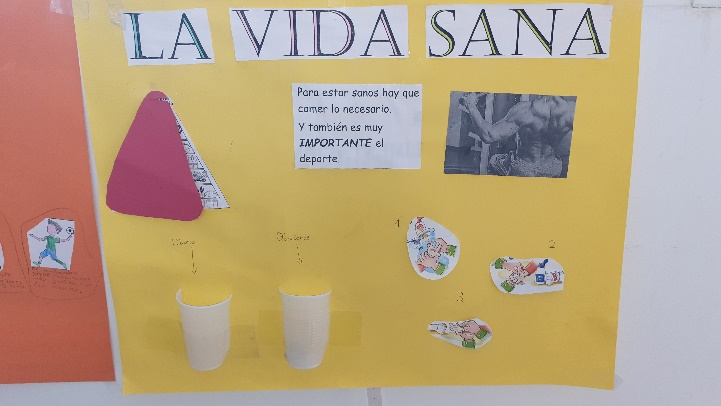 LA VIDA SANA
Para estar sanos hay que
comer lo necesario.
Y también es muy
IMPORTANTE el
deporte.
1
2
3